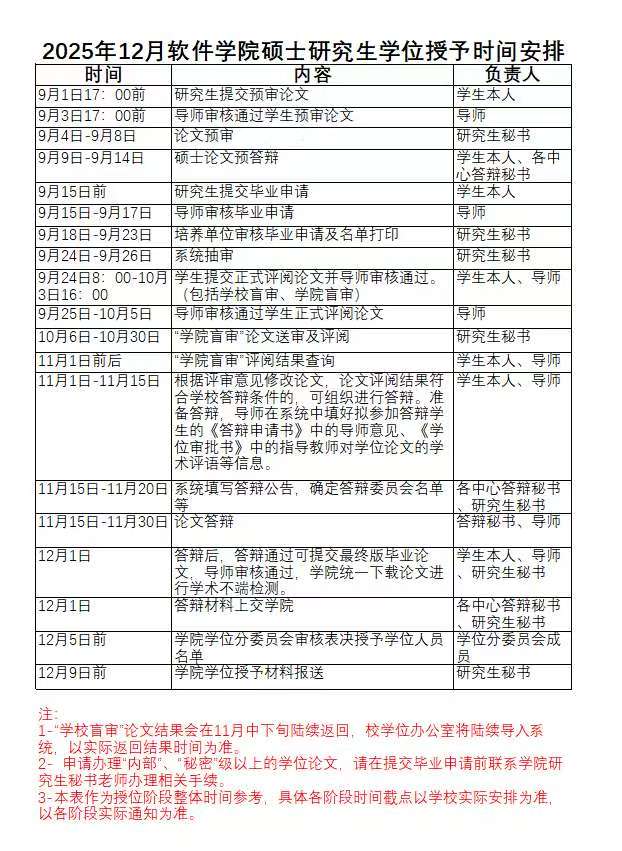 2025年12月软件学院硕士研究生学位授予时间安排
时间 内容 负责人
9月1日17：00前 研究生提交预审论文 学生本人
9月3日17：00前 导师审核通过学生预审论文 导师
9月4日-9月8日 论文预审 研究生秘书
9月9日-9月14日 硕士论文预答辩 学生本人、各中
心答辩秘书
9月15日前 研究生提交毕业申请 学生本人
9月15日-9月17日 导师审核毕业申请 导师
9月18日-9月23日 培养单位审核毕业申请及名单打印 研究生秘书
9月24日-9月26日 系统抽审 研究生秘书
9月24日8：00-10月 学生提交正式评阅论文并导师审核通过。 学生本人、导师
3日16：00 （包括学校盲审、学院盲审）
9月25日-10月5日 导师审核通过学生正式评阅论文 导师
10月6日-10月30日 “学院盲审”论文送审及评阅 研究生秘书
11月1日前后 “学院盲审”评阅结果查询 学生本人、导师
11月1日-11月15日 根据评审意见修改论文，论文评阅结果符 学生本人、导师
合学校答辩条件的，可组织进行答辩。准
备答辩，导师在系统中填好拟参加答辩学
生的《答辩申请书》中的导师意见、《学
位审批书》中的指导教师对学位论文的学
术评语等信息。
11月15日-11月20日 系统填写答辩公告，确定答辩委员会名单 各中心答辩秘书
等 、研究生秘书
11月15日-11月30日 论文答辩 答辩秘书、导师
12月1日 答辩后，答辩通过可提交最终版毕业论 学生本人、导师
文，导师审核通过，学院统一下载论文进 、研究生秘书
行学术不端检测。
12月1日 答辩材料上交学院 各中心答辩秘书
、研究生秘书
12月5日前 学院学位分委员会审核表决授予学位人员 学位分委员会成
名单 员
12月9日前 学院学位授予材料报送 研究生秘书
注：
1-“学校盲审”论文结果会在11月中下旬陆续返回，校学位办公室将陆续导入系
统，以实际返回结果时间为准。
2- 申请办理“内部”、“秘密”级以上的学位论文，请在提交毕业申请前联系学院研
究生秘书老师办理相关手续。
3-本表作为授位阶段整体时间参考，具体各阶段时间截点以学校实际安排为准，
以各阶段实际通知为准。